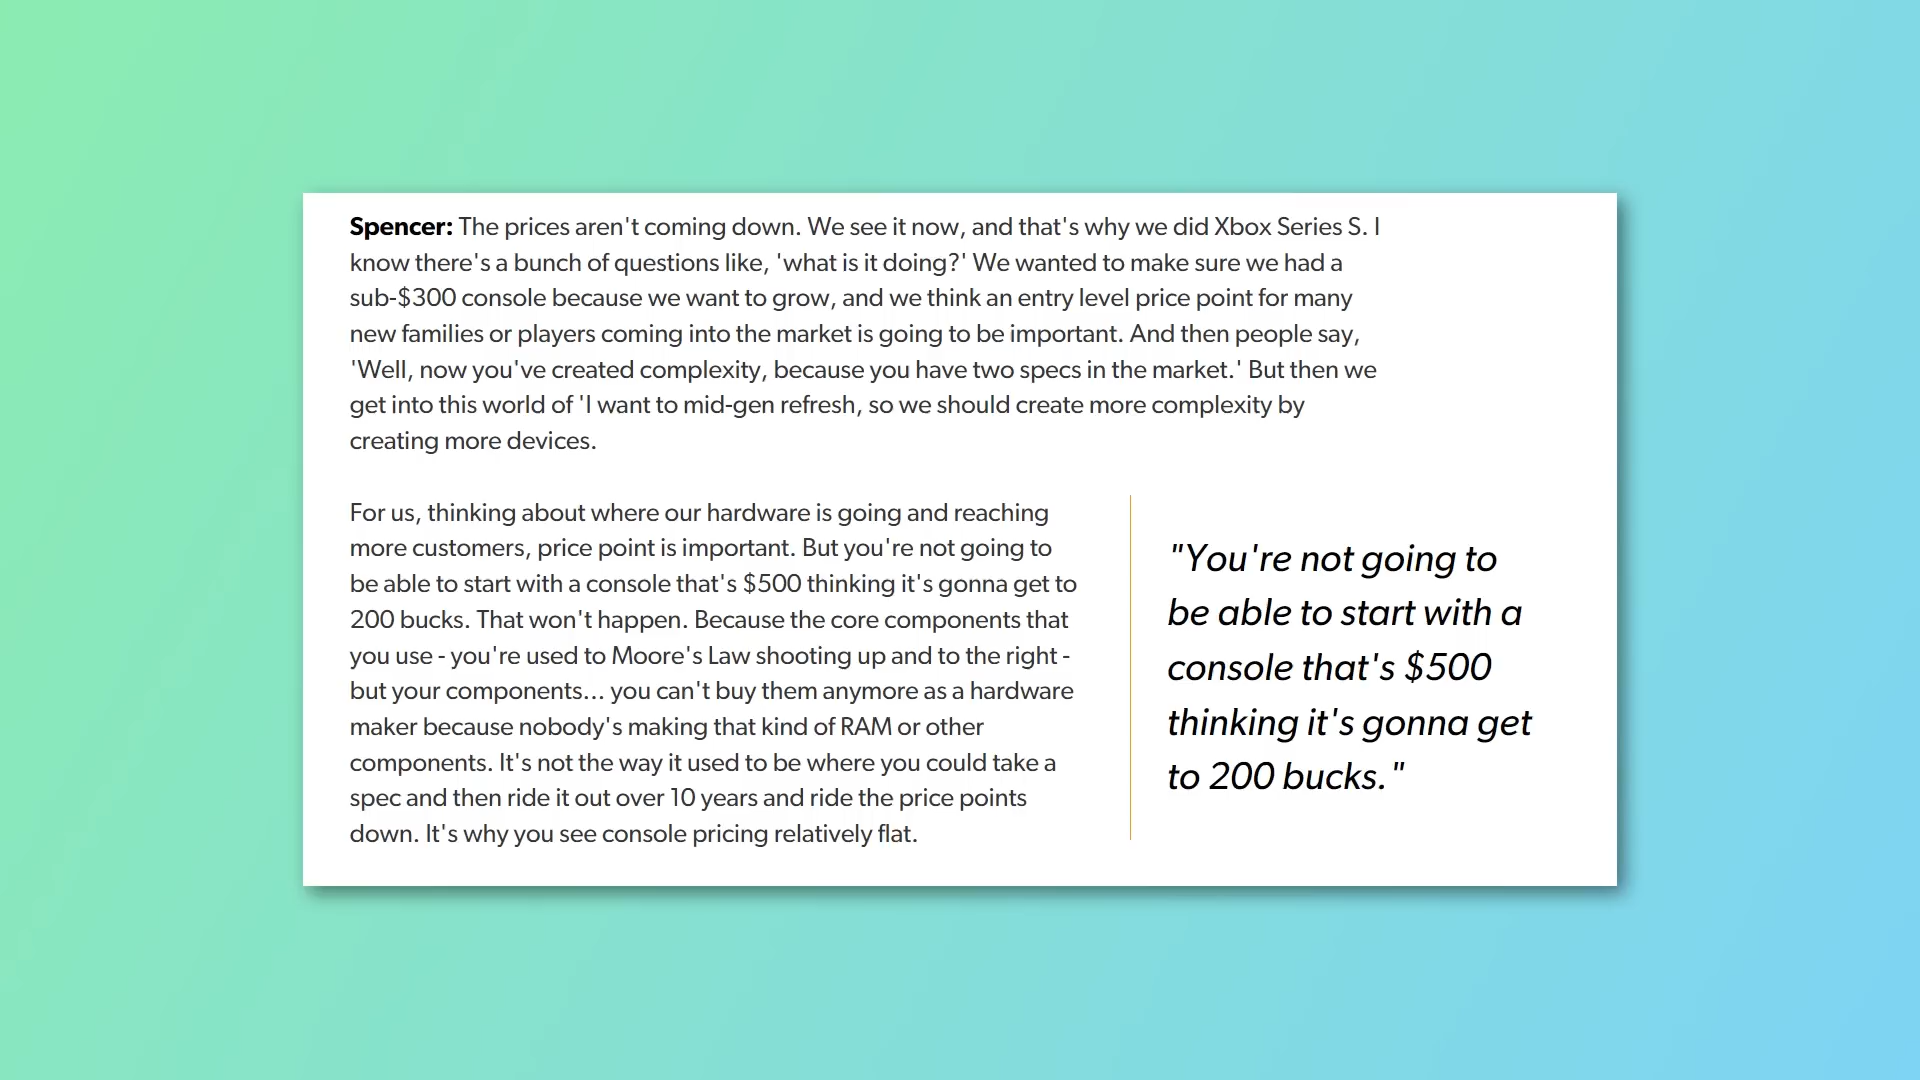 Spencer: The prices aren't coming down. We see it now, and that's why we did Xbox Series S. I
know there's a bunch of questions like, 'what is it doing?' We wanted to make sure we had a
sub-$300 console because we want to grow, and we think an entry level price point for many
new families or players coming into the market is going to be important. And then people say,
'Well, now you've created complexity, because you have two specs in the market.' But then we
get into this world of 'I want to mid-gen refresh, so we should create more complexity by
creating more devices.
For us, thinking about where our hardware is going and reaching
more customers, price point is important. But you're not going to
be able to start with a console that's $500 thinking it's gonna get to
200 bucks. That won't happen. Because the core components that
you use - you're used to Moore's Law shooting up and to the right -
but your components... you can't buy them anymore as a hardware
maker because nobody's making that kind of RAM or other
components. It's not the way it used to be where you could take a
spec and then ride it out over 10 years and ride the price points
down. It's why you see console pricing relatively flat.
"You're not going to
be able to start with a
console that's $500
thinking it's gonna get
to 200 bucks."